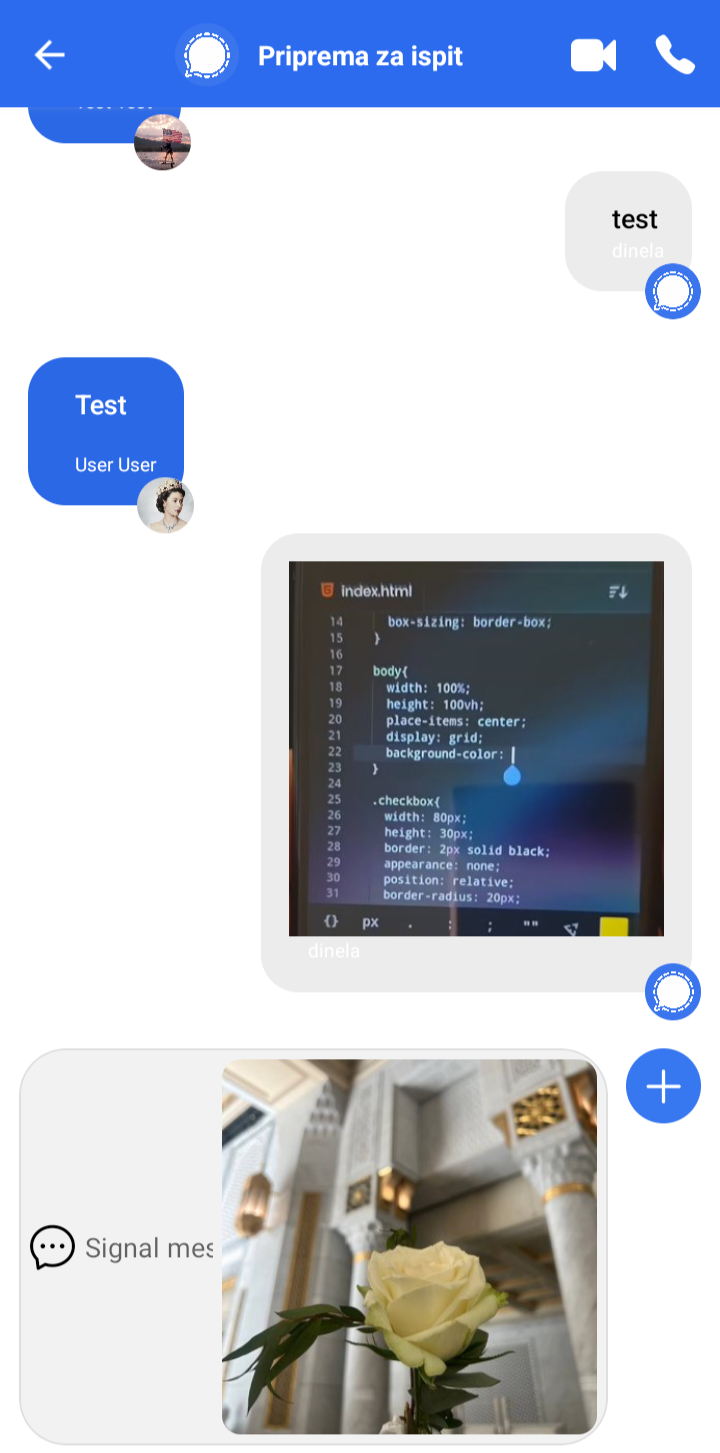 Priprema za ispit
test
dinela
Test
User User
index.html
14 box-sizing: border-box;
15 }
16
17 body{
18 width: 100%;
19 height: 100vh;
20 place-items: center;
21 display: grid;
22 background-color:
23 }
24
25 .checkbox{
26 width: 80px;
27 height: 30px;
28 border: 2px solid black;
29 appearance: none;
30 position: relative;
31 border-radius: 20px;
{} px . : ; ""
dinela
Signal mes